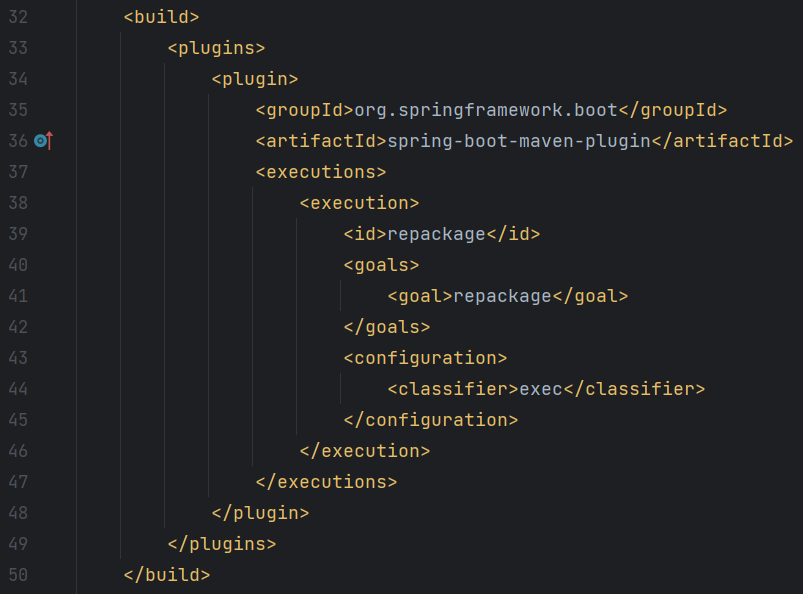 32 <build>
33 <plugins>
34 <plugin>
35 <groupId>org.springframework.boot</groupId>
36 <artifactId>spring-boot-maven-plugin</artifactId>
37 <executions>
38 <execution>
39 <id>repackage</id>
40 <goals>
41 <goal>repackage</goal>
42 </goals>
43 <configuration>
44 <classifier>exec</classifier>
45 </configuration>
46 </execution>
47 </executions>
48 </plugin>
49 </plugins>
50 </build>